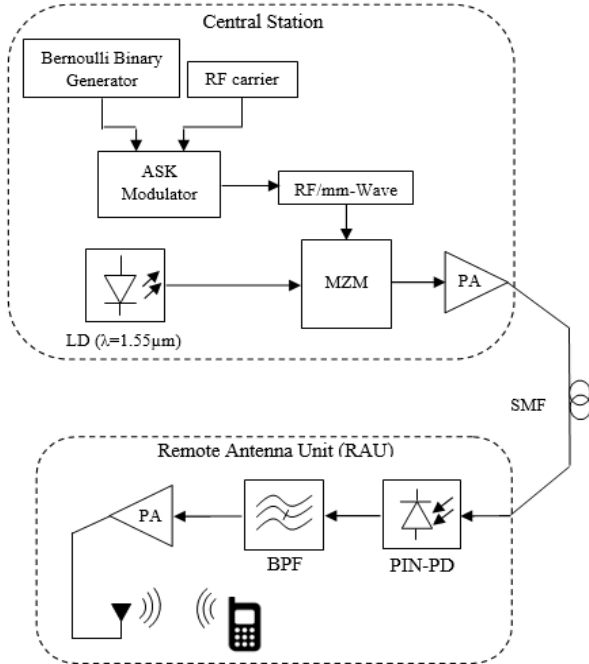 Central Station
Bernoulli Binary
Generator
RF carrier
ASK
Modulator
RF/mm-Wave
MZM
PA
LD (λ=1.55μm)
SMF
Remote Antenna Unit (RAU)
PA
BPF
PIN-PD